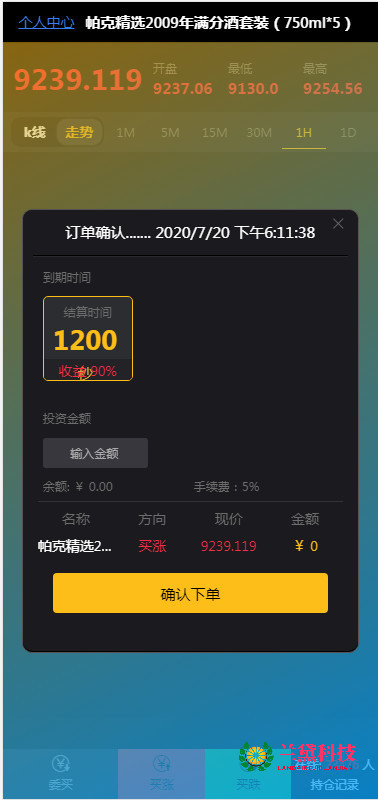 个人中心 帕克精选2009年满分酒套装（750ml*5）
9239.119
开盘 最低 最高
9237.06 9130.0 9254.56
k线 走势 1M 5M 15M 30M 1H 1D
订单确认....... 2020/7/20 下午6:11:38
到期时间
结算时间
1200
秒
收益:90%
投资金额
输入金额
余额: ￥ 0.00 手续费：5%
名称 方向 现价 金额
帕克精选2... 买涨 9239.119 ￥ 0
确认下单
兰黛科技
人
委买 买涨 买跌 持仓记录